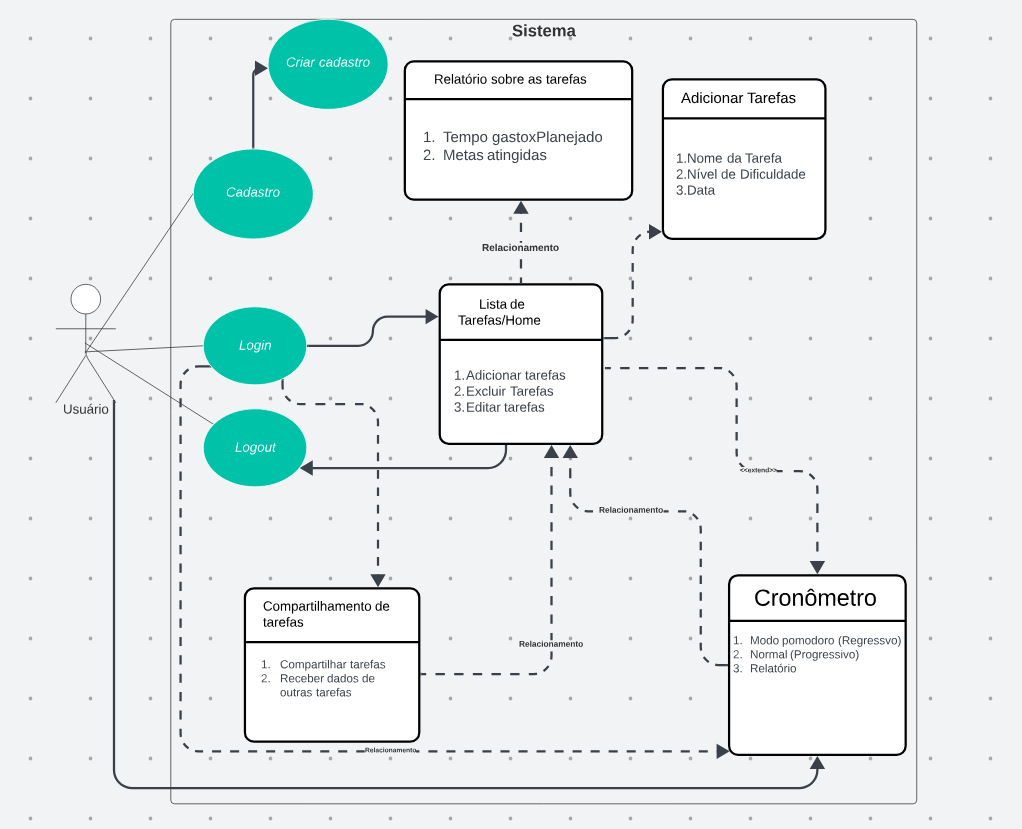 Sistema
Criar cadastro
Relatório sobre as tarefas
1. Tempo gastoxPlanejado
2. Metas atingidas
Adicionar Tarefas
1.Nome da Tarefa
2.Nível de Dificuldade
3.Data
Cadastro
Relacionamento
Lista de
Tarefas/Home
1.Adicionar tarefas
2.Excluir Tarefas
3.Editar tarefas
Login
Usuário
Logout
<<extend>>
Relacionamento
Compartilhamento de
tarefas
1. Compartilhar tarefas
2. Receber dados de
outras tarefas
Relacionamento
Cronômetro
1. Modo pomodoro (Regressvo)
2. Normal (Progressivo)
3. Relatório
Relacionamento